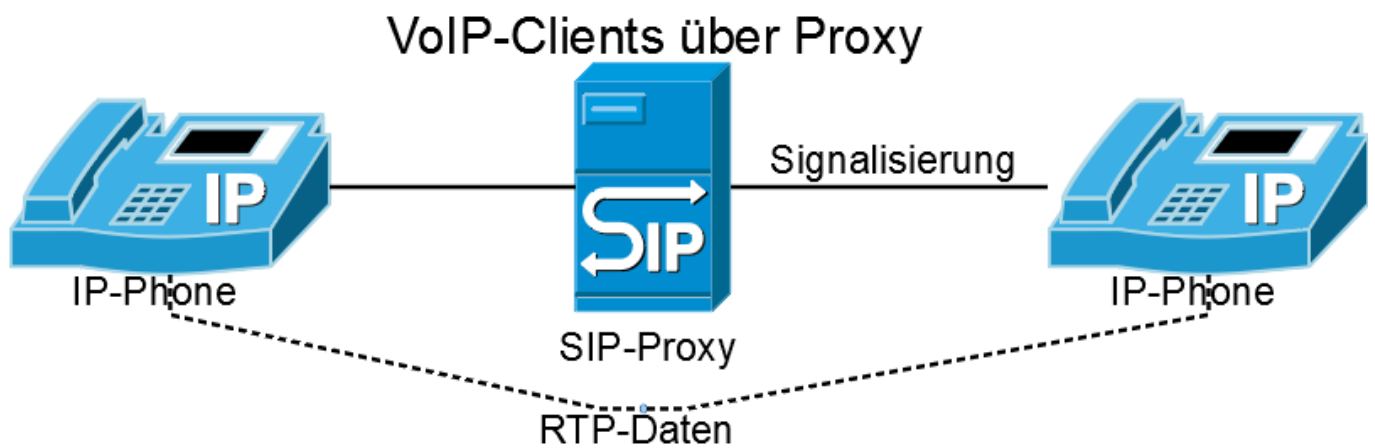 VoIP-Clients über Proxy
Signalisierung
IP
SIP
IP
IP-Phone
IP-Phone
SIP-Proxy
RTP-Daten